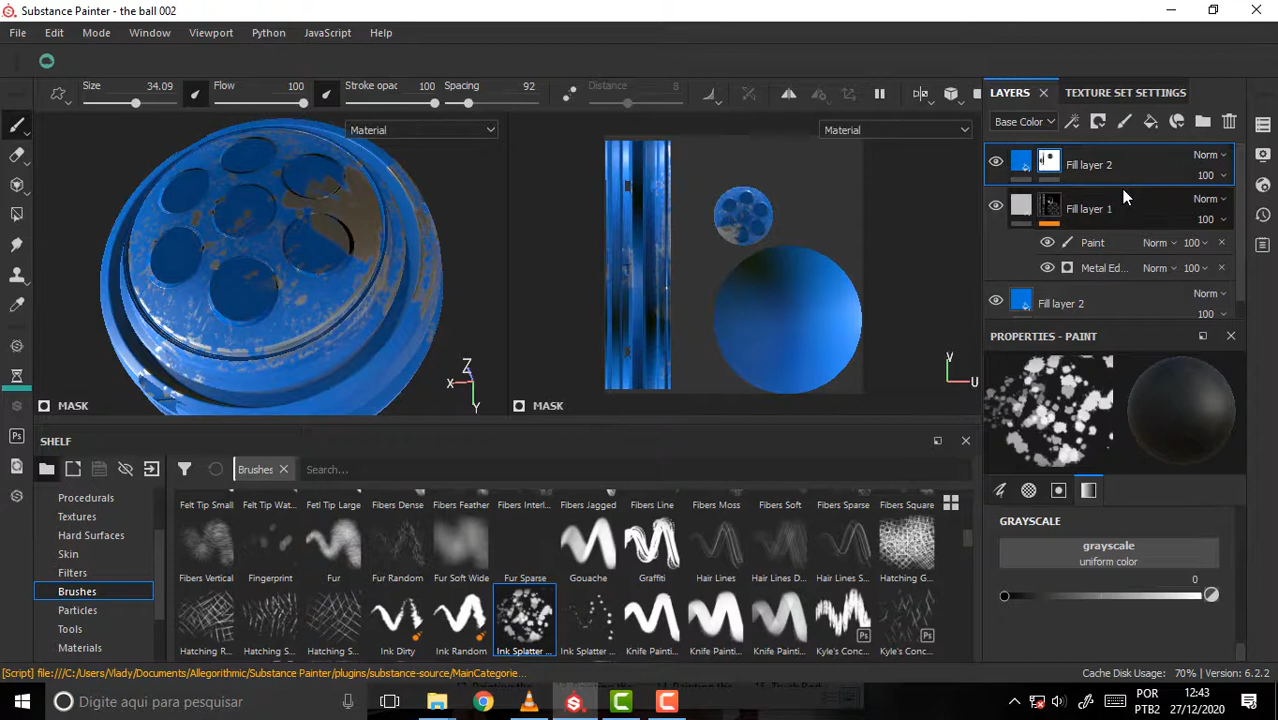 Substance Painter - the ball 002
File Edit Mode Window Viewport Python JavaScript Help
Size 34.09 Flow 100 Stroke opac 100 Spacing 92 Distance 8
Material
Material
X Z Y
V U
MASK
MASK
LAYERS TEXTURE SET SETTINGS
Base Color
Fill layer 2 Norm 100
Fill layer 1 Norm 100
Paint Norm 100
Metal Ed... Norm 100
Fill layer 2 Norm 100
PROPERTIES - PAINT
GRAYSCALE
grayscale
uniform color
0
SHELF
Brushes Search...
Procedurals
Textures
Hard Surfaces
Skin
Filters
Brushes
Particles
Tools
Materials
Felt Tip Small Felt Tip Wat... Fetl Tip Large Fibers Dense Fibers Feather Fibers Interl... Fibers Jagged Fibers Line Fibers Moss Fibers Soft Fibers Sparse Fibers Square
Fibers Vertical Fingerprint Fur Fur Random Fur Soft Wide Fur Sparse Gouache Graffiti Hair Lines Hair Lines D... Hair Lines S... Hatching G...
Hatching R... Hatching S... Hatching S... Ink Dirty Ink Random Ink Splatter ... Ink Splatter ... Knife Painti... Knife Painti... Knife Painti... Kyle's Conc... Kyle's Conc...
Ps
Ps
Ps
[Script] file:///C:/Users/vlady/Documents/Allegorithmic/Substance Painter/plugins/substance-source/MainCategorie...
Cache Disk Usage: 70% | Version: 6.2.2
Digite aqui para pesquisar
POR
PTB2
12:43
27/12/2020